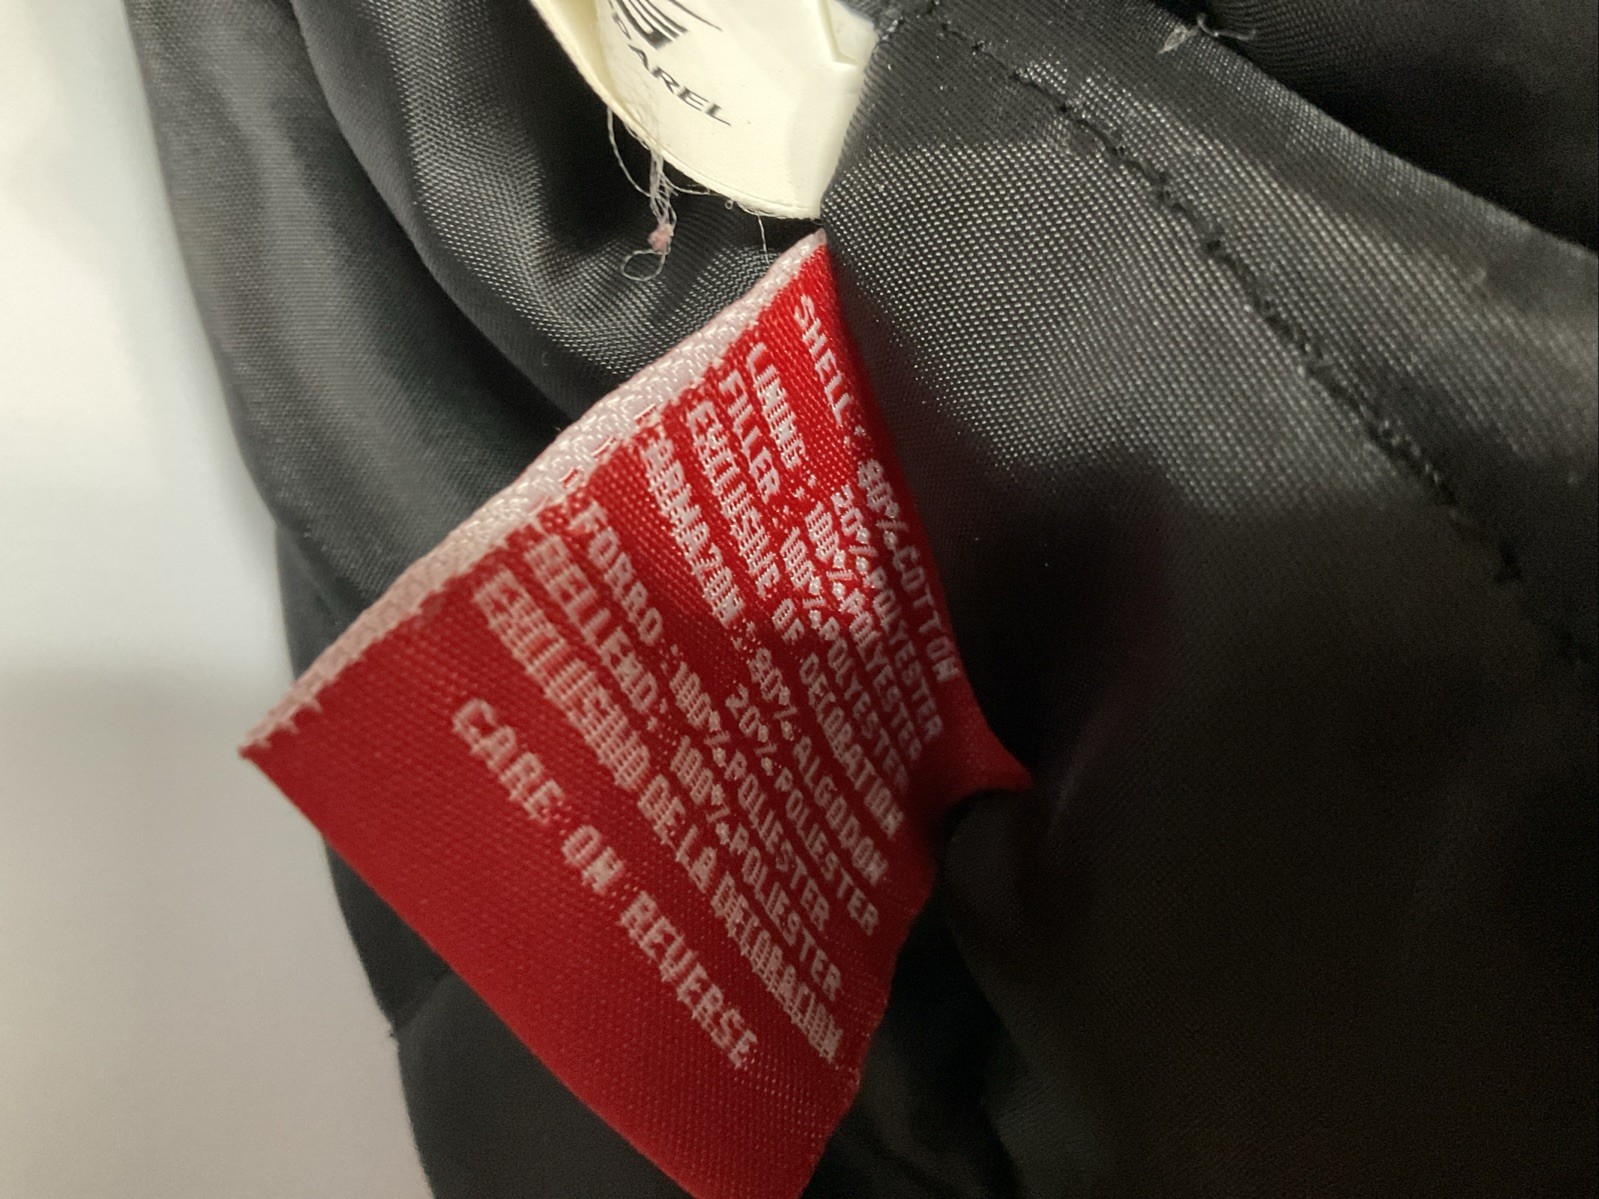 DAREL
SHELL: 80% COTTON
20% POLYESTER
LINING: 100% POLYESTER
FILLER: 100% POLYESTER
EXCLUSIVE OF DECORATION
ARMAZON: 80% ALGODON
20% POLIESTER
FORRO: 100% POLIESTER
RELLENO: 100% POLIESTER
EXCLUSIVO DE LA DECORACION
CARE ON REVERSE